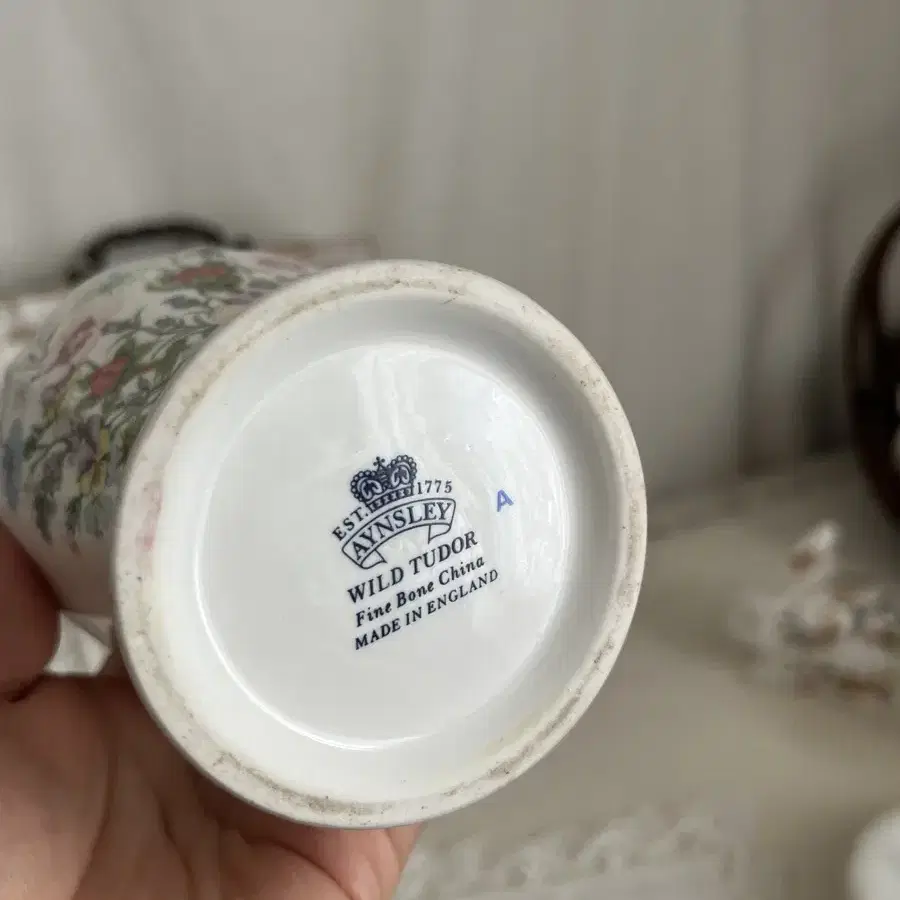 EST. 1775
AYNSLEY
WILD TUDOR
Fine Bone China
MADE IN ENGLAND
A